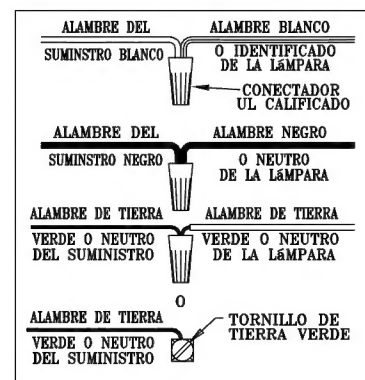 ALAMBRE DEL ALAMBRE BLANCO
SUMINSTRO BLANCO O IDENTIFICADO
DE LA LáMPARA
CONECTADOR
UL CALIFICADO
ALAMBRE DEL ALAMBRE NEGRO
SUMINSTRO NEGRO O NEUTRO
DE LA LáMPARA
ALAMBRE DE TIERRA ALAMBRE DE TIERRA
VERDE O NEUTRO VERDE O NEUTRO
DEL SUMINISTRO DE LA LáMPARA
O
ALAMBRE DE TIERRA TORNILLO DE
TIERRA VERDE
VERDE O NEUTRO
DEL SUMINISTRO